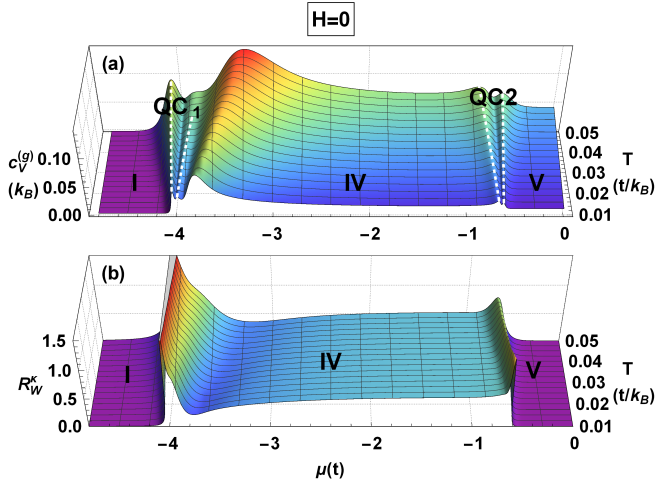 H=0
(a)
QC1
QC2
I
IV
V
c_V^(g)
(k_B)
0.10
0.05
0.00
0.05
0.04
0.03
0.02
0.01
T
(t/k_B)
−4
−3
−2
−1
0
(b)
I
IV
V
R_W^κ
1.5
1.0
0.5
0.0
0.05
0.04
0.03
0.02
0.01
T
(t/k_B)
−4
−3
−2
−1
0
μ(t)